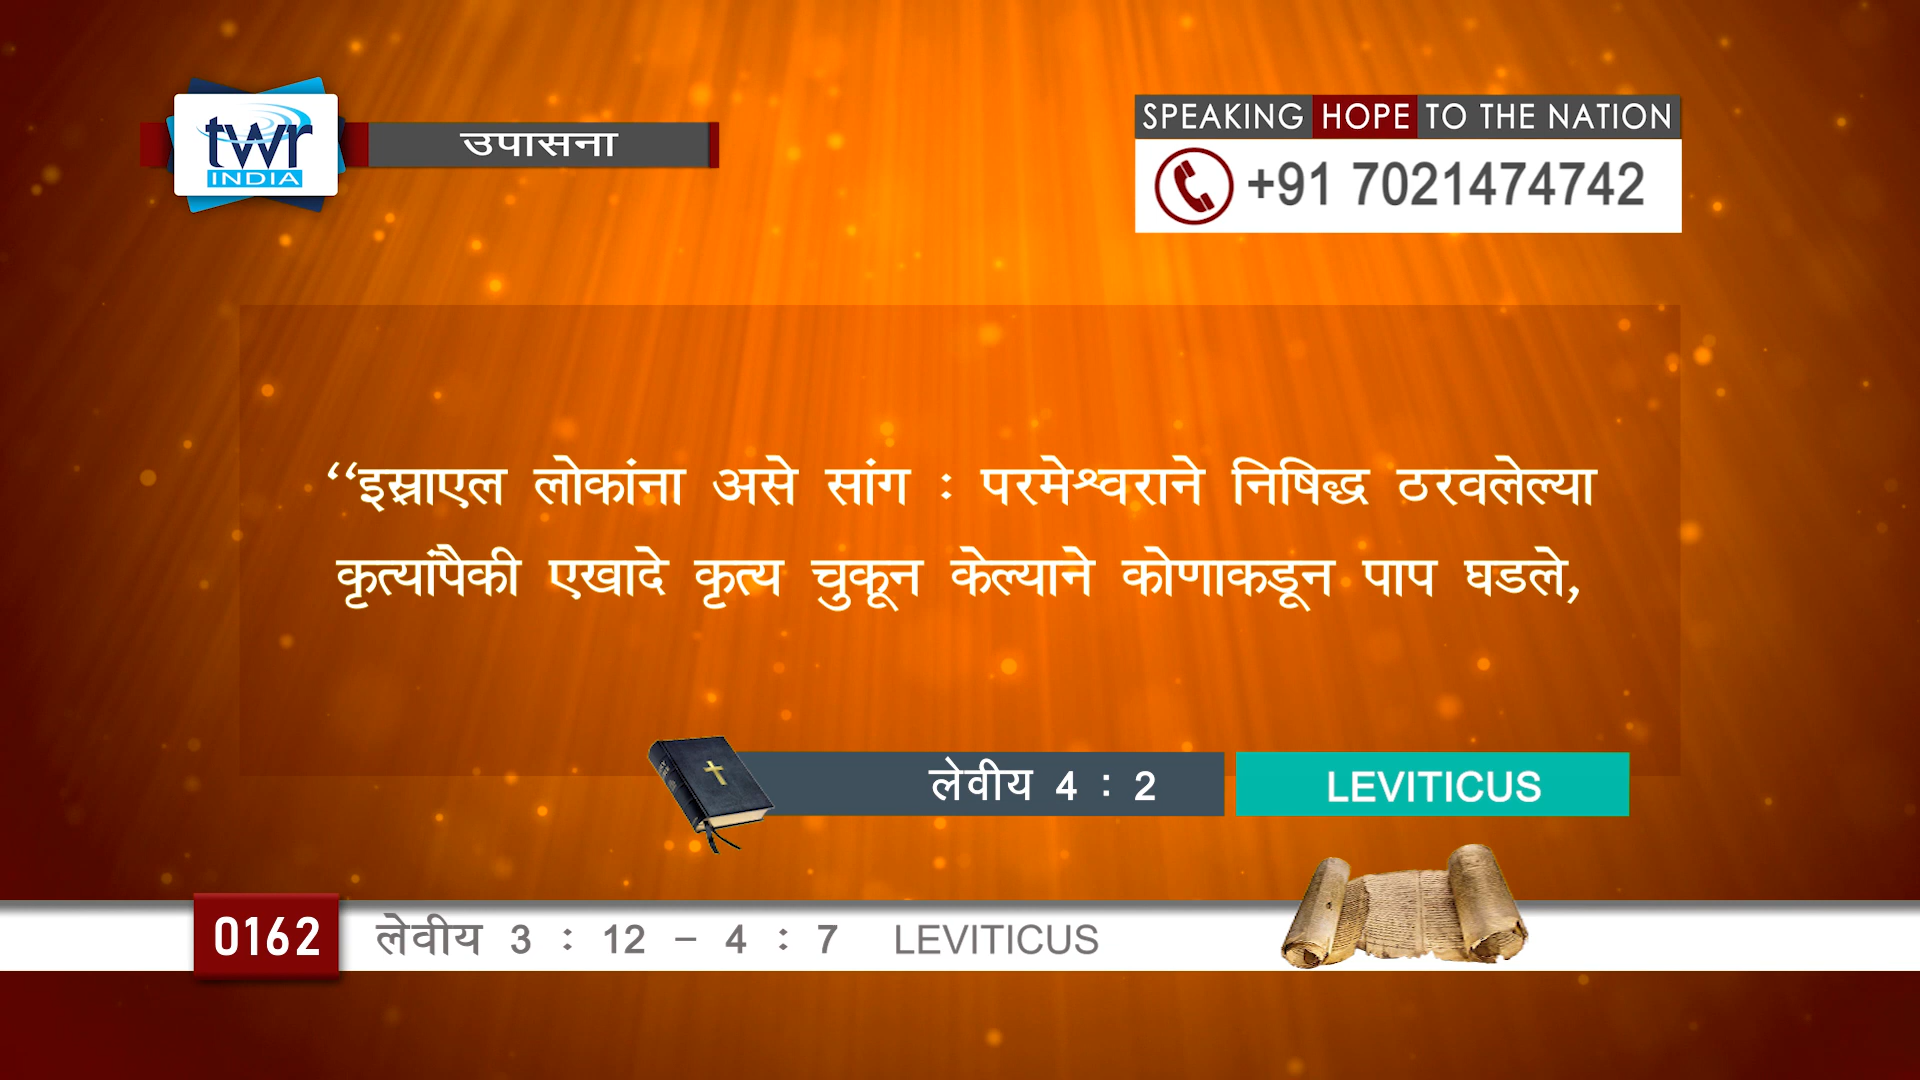 twr
INDIA
उपासना
SPEAKING HOPE TO THE NATION
+91 7021474742
‘‘इस्राएल लोकांना असे सांग : परमेश्वराने निषिद्ध ठरवलेल्या
कृत्यांपैकी एखादे कृत्य चुकून केल्याने कोणाकडून पाप घडले,
लेवीय 4 : 2
LEVITICUS
0162
लेवीय 3 : 12 – 4 : 7 LEVITICUS